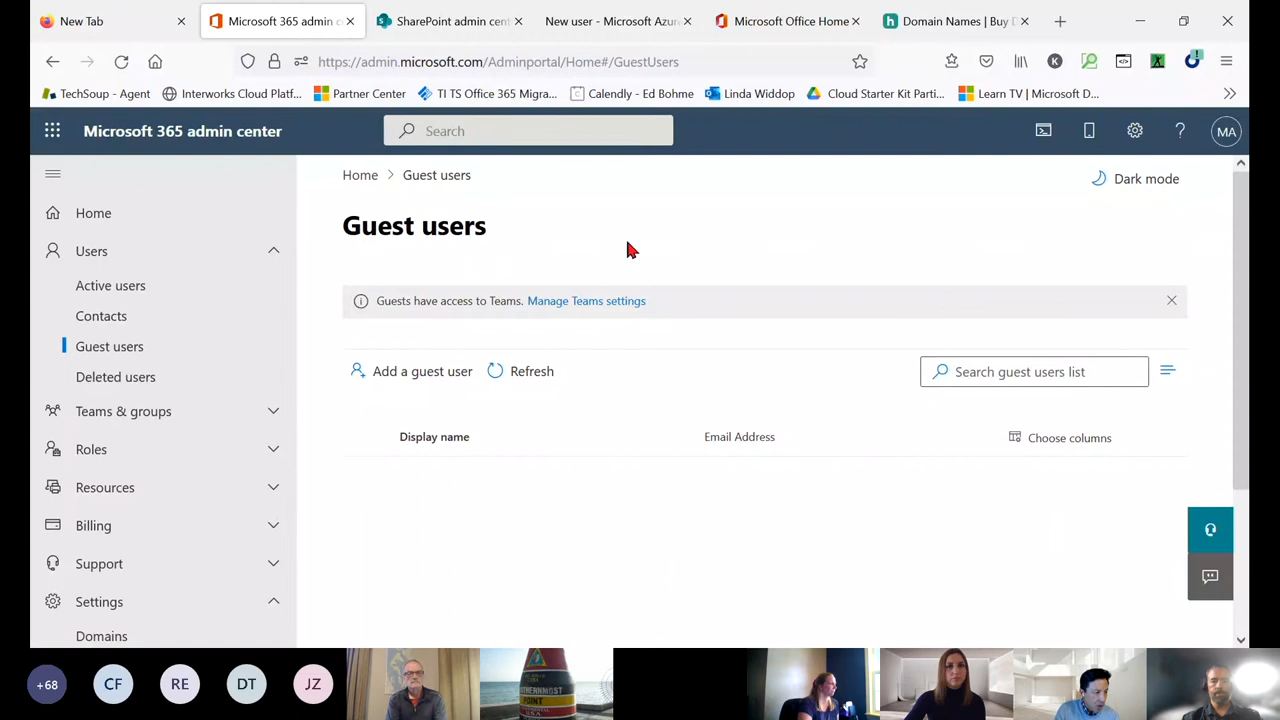 New Tab
Microsoft 365 admin c
SharePoint admin cent
New user - Microsoft Azur
Microsoft Office Home
Domain Names | Buy D
https://admin.microsoft.com/Adminportal/Home#/GuestUsers
TechSoup - Agent
Interworks Cloud Platf...
Partner Center
TI TS Office 365 Migra...
Calendly - Ed Bohme
Linda Widdop
Cloud Starter Kit Parti...
Learn TV | Microsoft D...
Microsoft 365 admin center
Search
MA
Home
Users
Active users
Contacts
Guest users
Deleted users
Teams & groups
Roles
Resources
Billing
Support
Settings
Domains
Home > Guest users
Dark mode
Guest users
Guests have access to Teams. Manage Teams settings
Add a guest user
Refresh
Search guest users list
Display name
Email Address
Choose columns
+68
CF
RE
DT
JZ
POINT